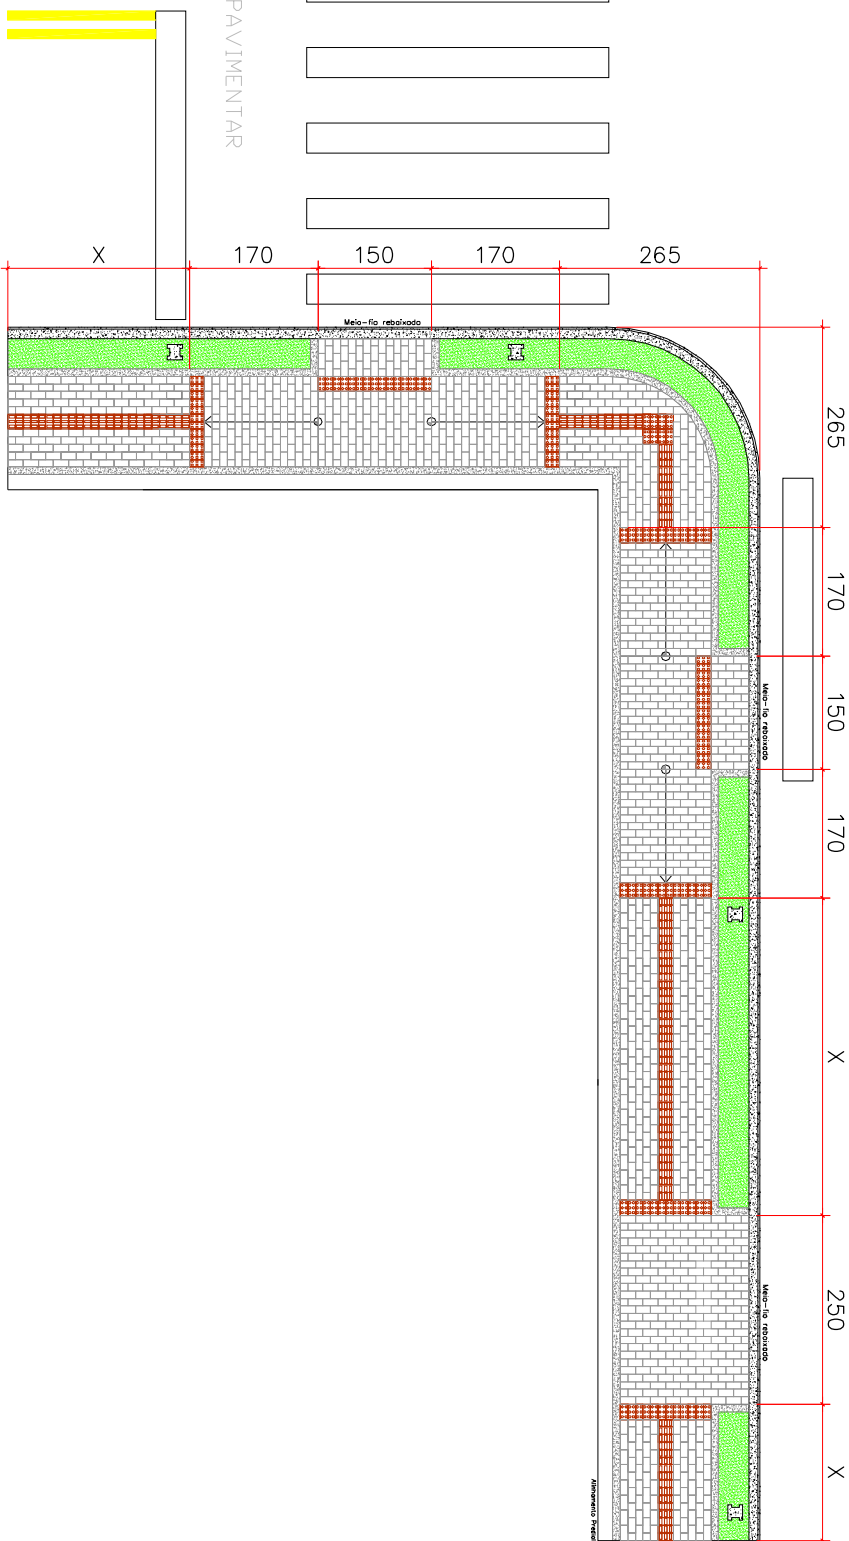 PAVIMENTAR
X
170
150
170
265
Meio-fio rebaixado
265
170
Meio-fio rebaixado
150
170
X
Meio-fio rebaixado
250
X
Alinhamento Predial